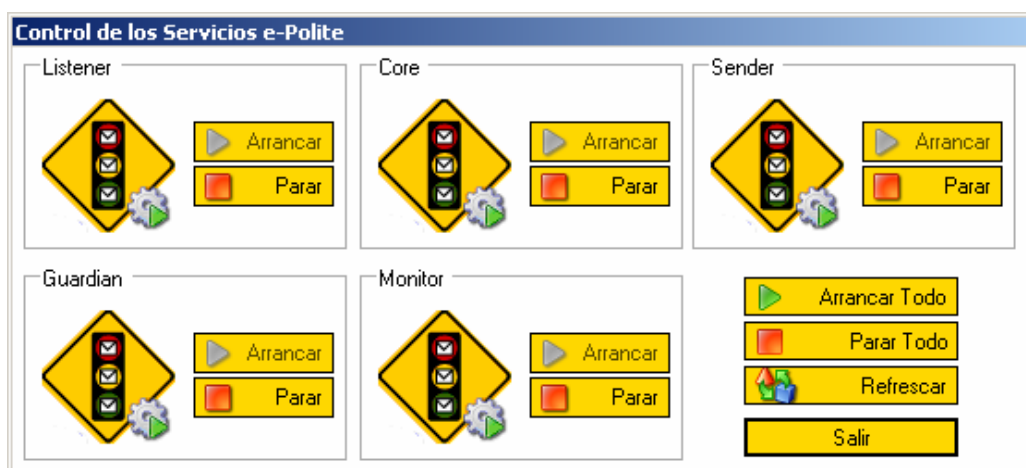 Control de los Servicios e-Polite
Listener
Arrancar
Parar
Core
Arrancar
Parar
Sender
Arrancar
Parar
Guardian
Arrancar
Parar
Monitor
Arrancar
Parar
Arrancar Todo
Parar Todo
Refrescar
Salir